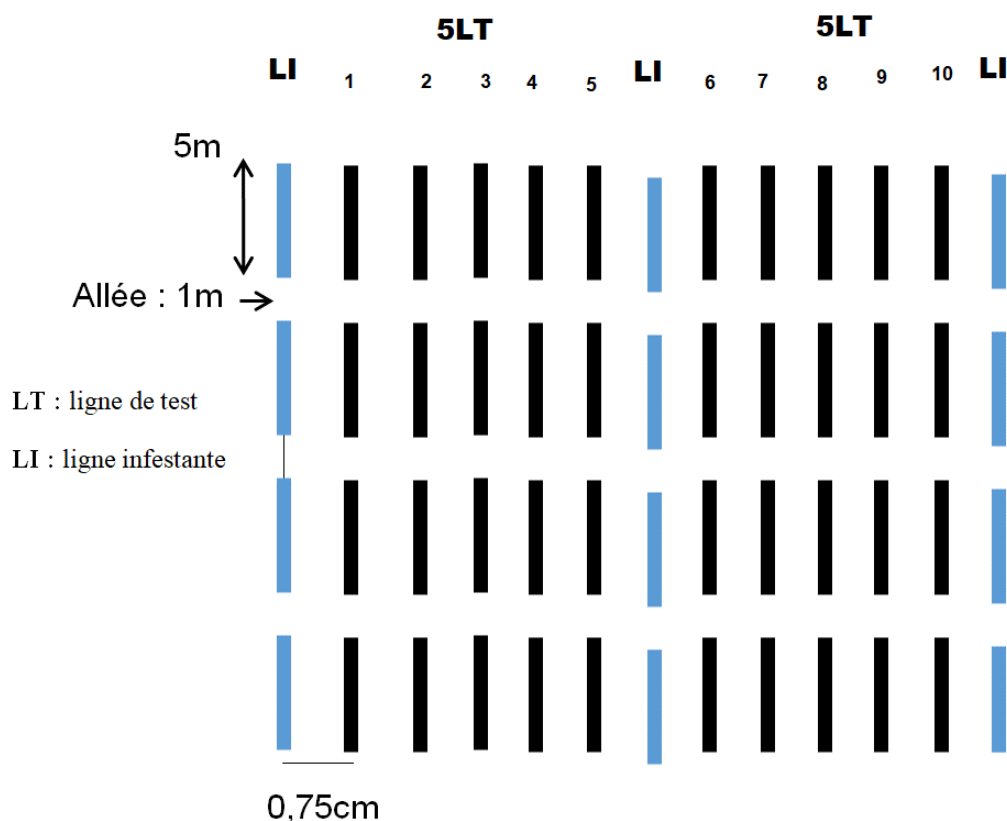 5LT 5LT
LI 1 2 3 4 5 LI 6 7 8 9 10 LI
5m
Allée : 1m
LT : ligne de test
LI : ligne infestante
0,75cm